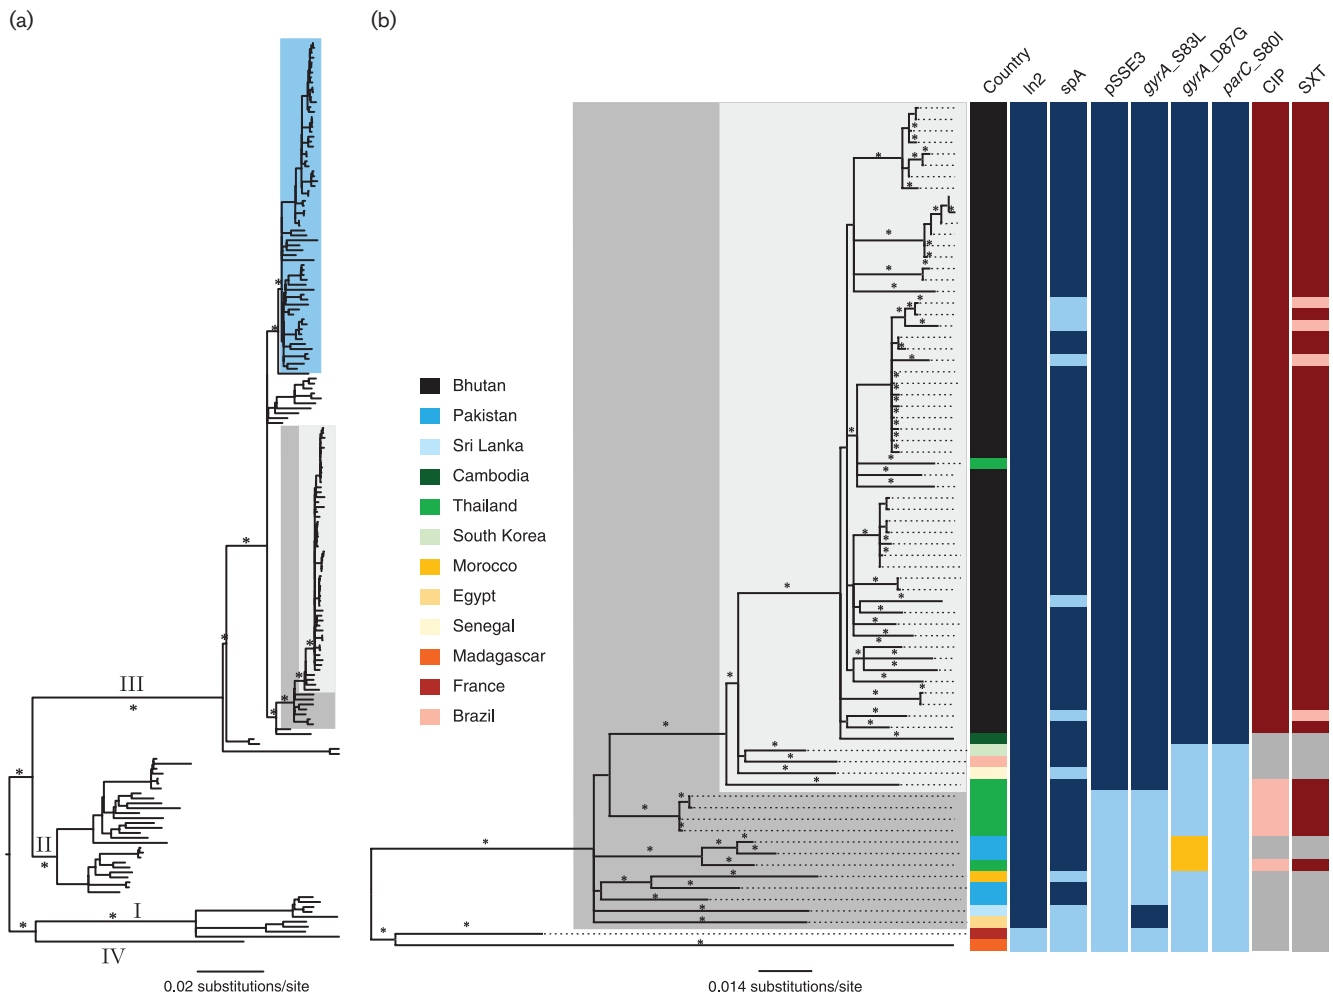 (a)
(b)
Country
In2
spA
pSSE3
gyrA_S83L
gyrA_D87G
parC_S80I
CIP
SXT
Bhutan
Pakistan
Sri Lanka
Cambodia
Thailand
South Korea
Morocco
Egypt
Senegal
Madagascar
France
Brazil
III
II
I
IV
0.02 substitutions/site
0.014 substitutions/site